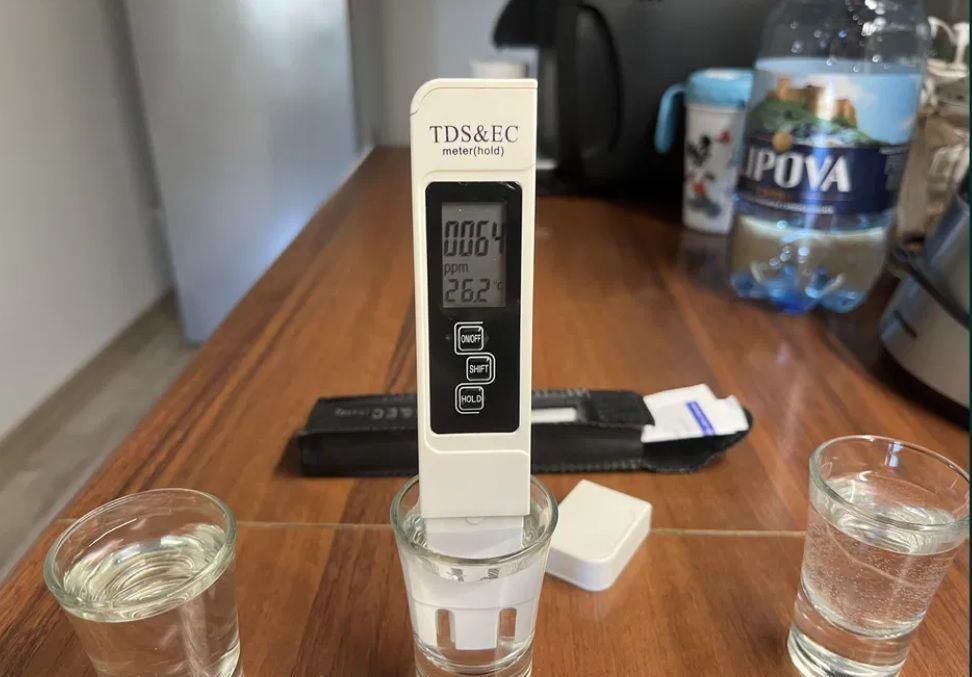 TDS&EC
meter(hold)
0064
ppm
26.2 °C
ON/OFF
SHIFT
HOLD
LIPOVA